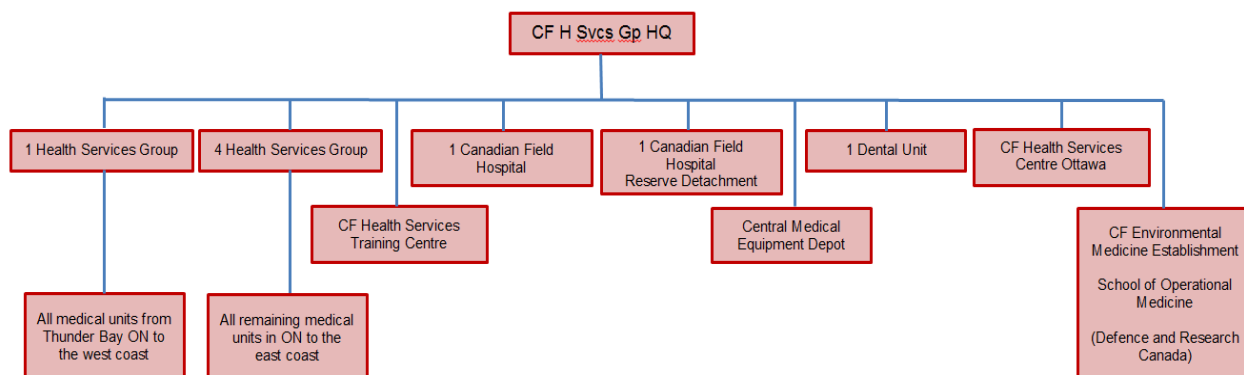 CF H Svcs Gp HQ
1 Health Services Group
4 Health Services Group
1 Canadian Field
Hospital
1 Canadian Field
Hospital
Reserve Detachment
1 Dental Unit
CF Health Services
Centre Ottawa
CF Health Services
Training Centre
Central Medical
Equipment Depot
CF Environmental
Medicine Establishment
School of Operational
Medicine
(Defence and Research
Canada)
All medical units from
Thunder Bay ON to
the west coast
All remaining medical
units in ON to the
east coast